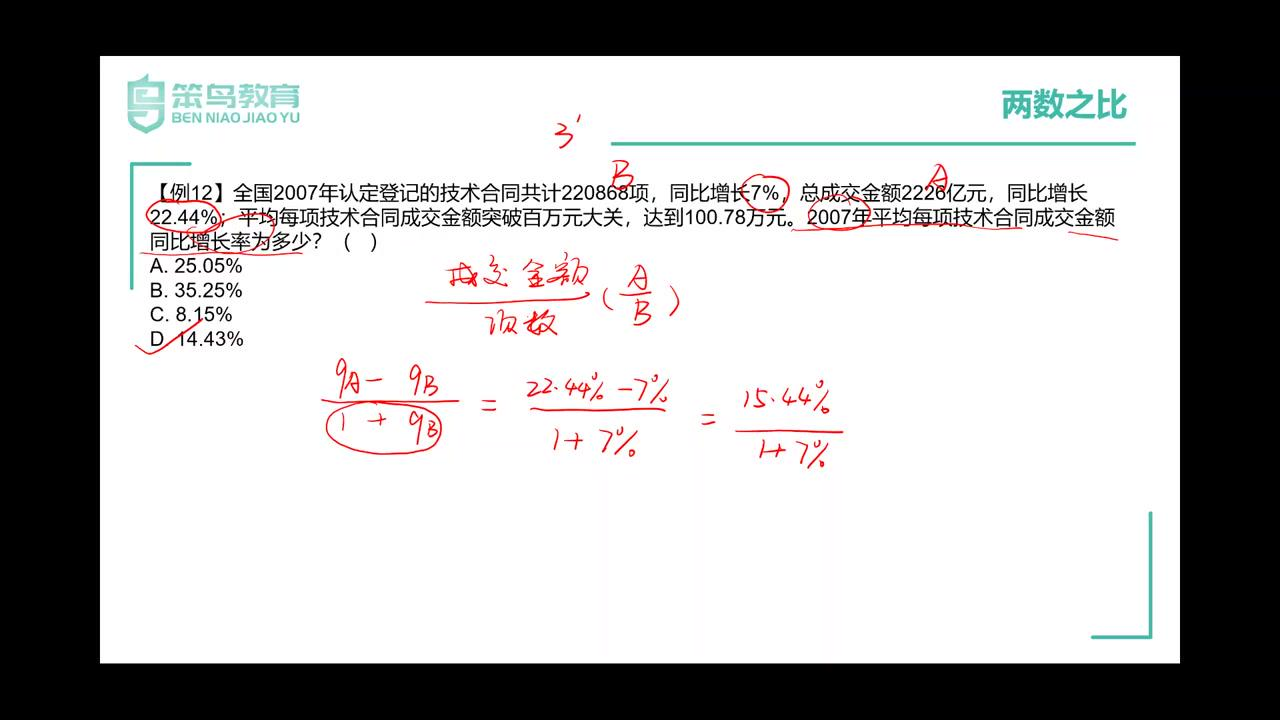 笨鸟教育
BEN NIAO JIAO YU
两数之比
3'
B
A
【例12】全国2007年认定登记的技术合同共计220868项，同比增长7%，总成交金额2226亿元，同比增长
22.44%；平均每项技术合同成交金额突破百万元大关，达到100.78万元。2007年平均每项技术合同成交金额
同比增长率为多少？（ ）
A. 25.05%
B. 35.25%
C. 8.15%
D. 14.43%
成交金额
项数
(A/B)
qA - qB
1 + qB
=
22.44% - 7%
1 + 7%
=
15.44%
1 + 7%